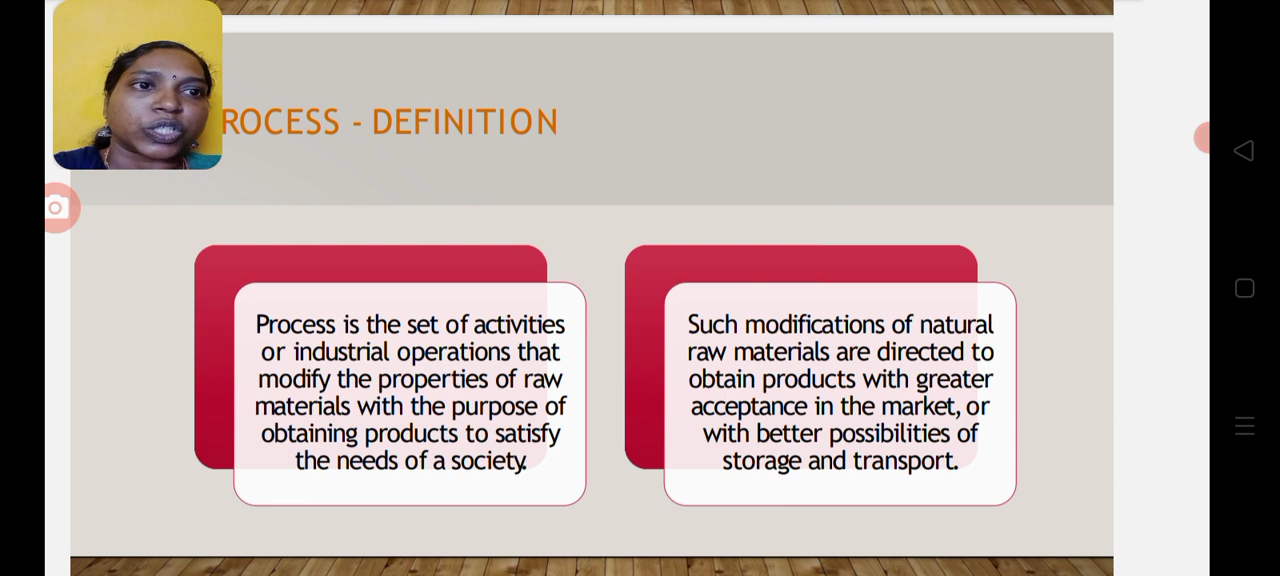 ROCESS - DEFINITION
Process is the set of activities
or industrial operations that
modify the properties of raw
materials with the purpose of
obtaining products to satisfy
the needs of a society.
Such modifications of natural
raw materials are directed to
obtain products with greater
acceptance in the market, or
with better possibilities of
storage and transport.